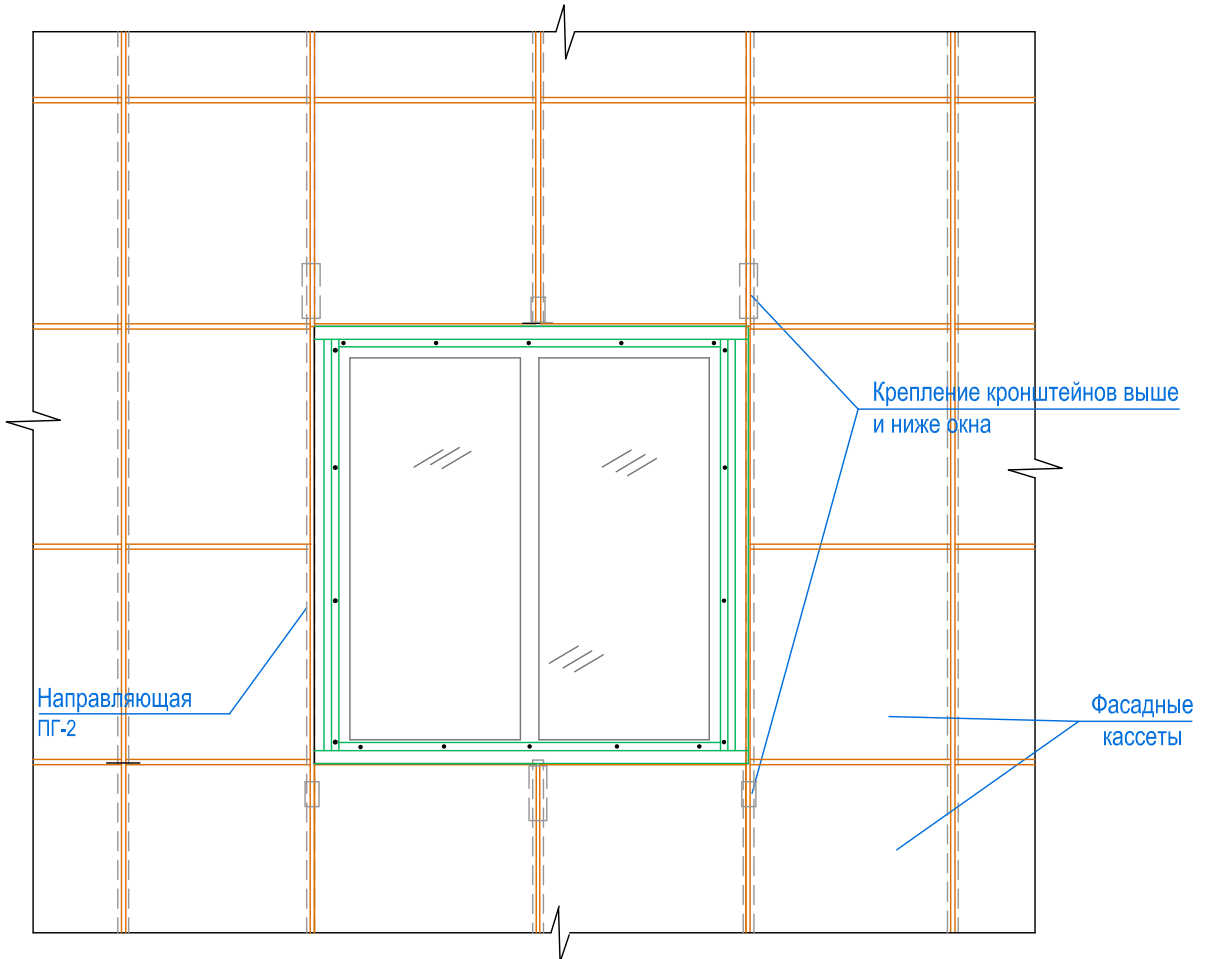 Крепление кронштейнов выше
и ниже окна
Направляющая
ПГ-2
Фасадные
кассеты